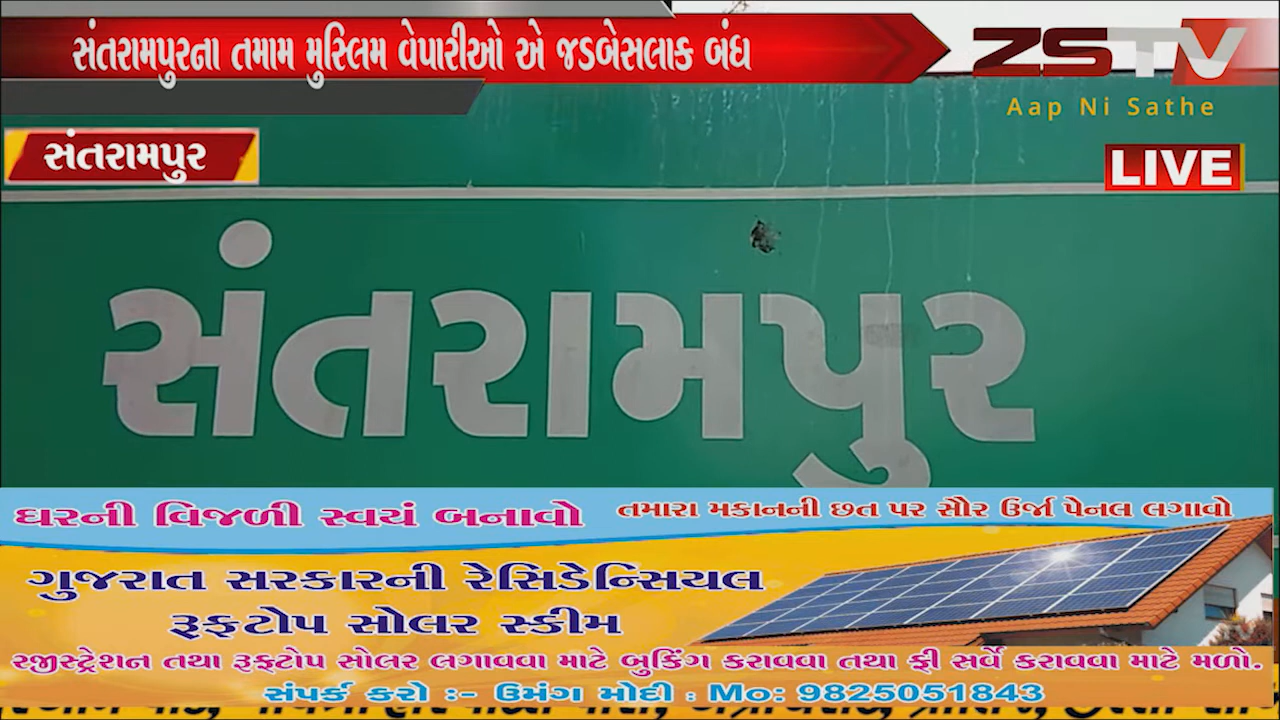 સંતરામપુરના તમામ મુસ્લિમ વેપારીઓ એ જડબેસલાક બંધ
ZSTV
Aap Ni Sathe
સંતરામપુર
LIVE
સંતરામપુર
ઘરની વિજળી સ્વયં બનાવો
તમારા મકાનની છત પર સૌર ઉર્જા પેનલ લગાવો
ગુજરાત સરકારની રેસિડેન્સિયલ
રૂફટોપ સોલર સ્કીમ
રજીસ્ટ્રેશન તથા રૂફટોપ સોલર લગાવવા માટે બુકિંગ કરાવવા તથા ફ્રી સર્વે કરાવવા માટે મળો.
સંપર્ક કરો :- ઉમંગ મોદી : Mo: 9825051843